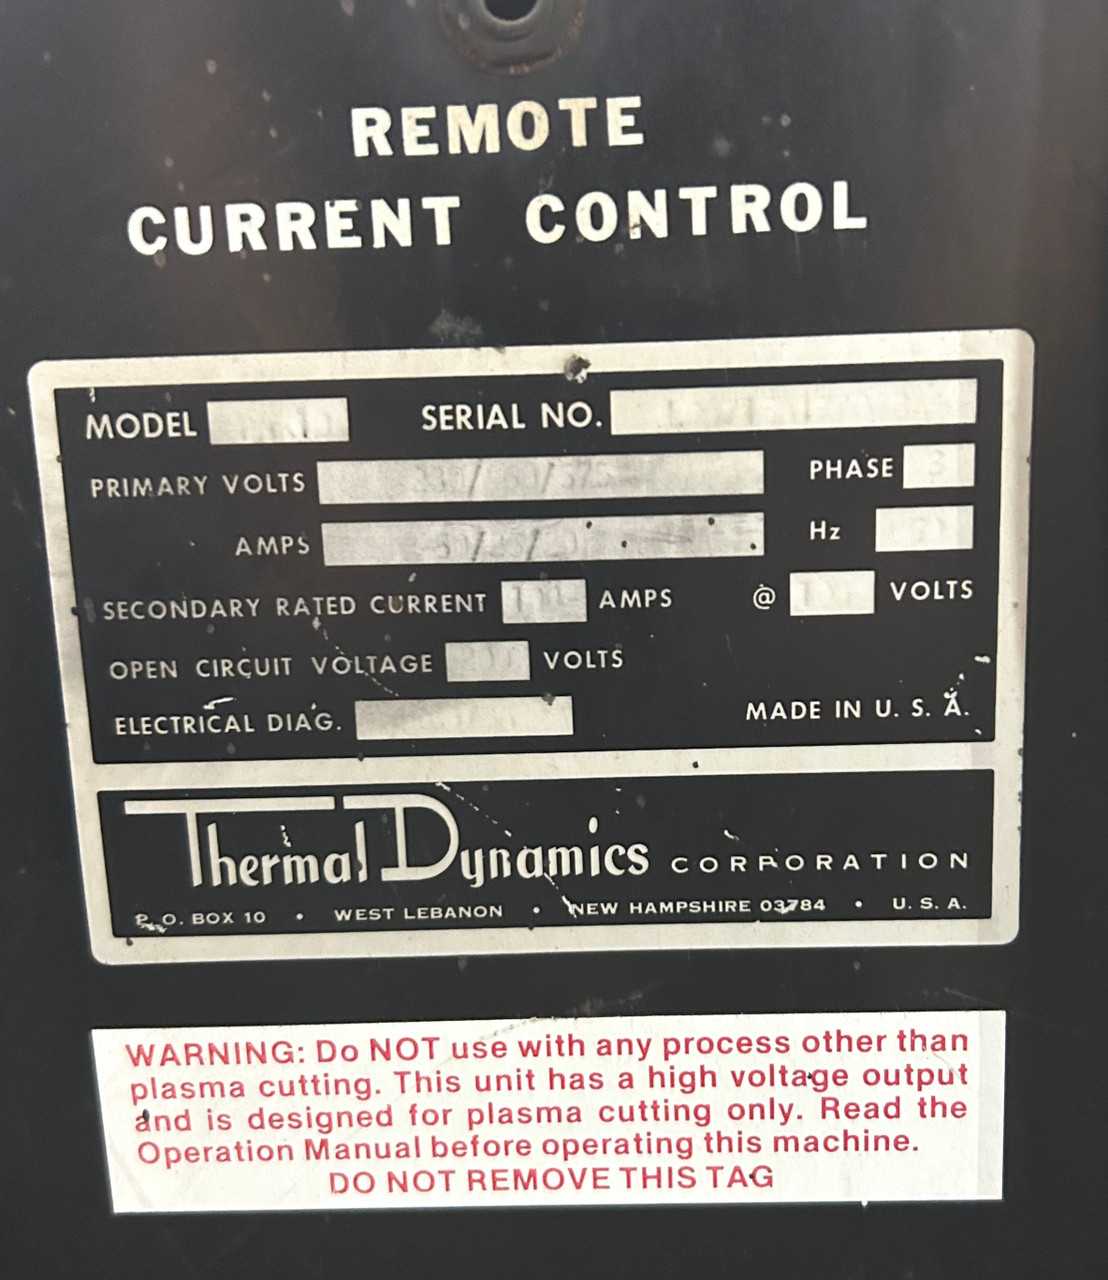 REMOTE
CURRENT CONTROL
MODEL SERIAL NO.
PRIMARY VOLTS PHASE 3
AMPS Hz
SECONDARY RATED CURRENT AMPS @ VOLTS
OPEN CIRCUIT VOLTAGE VOLTS
ELECTRICAL DIAG. MADE IN U. S. A.
Thermal Dynamics CORPORATION
P. O. BOX 10 • WEST LEBANON • NEW HAMPSHIRE 03784 • U. S. A.
WARNING: Do NOT use with any process other than
plasma cutting. This unit has a high voltage output
and is designed for plasma cutting only. Read the
Operation Manual before operating this machine.
DO NOT REMOVE THIS TAG